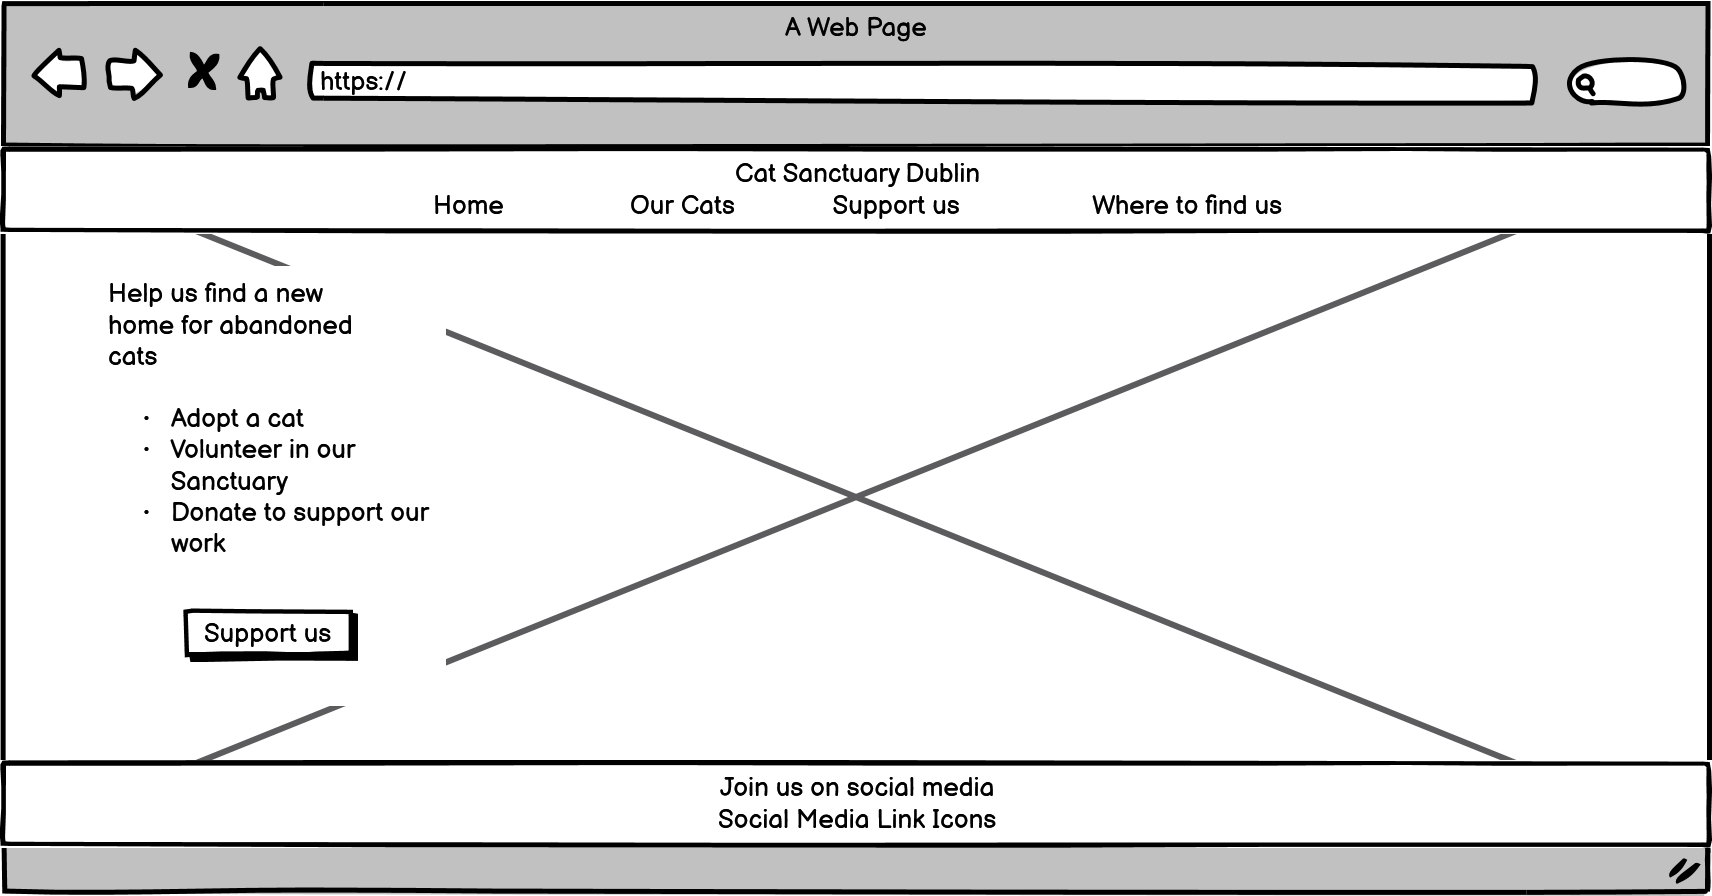 A Web Page
https://
Cat Sanctuary Dublin
Home Our Cats Support us Where to find us
Help us find a new
home for abandoned
cats
• Adopt a cat
• Volunteer in our
Sanctuary
• Donate to support our
work
Support us
Join us on social media
Social Media Link Icons